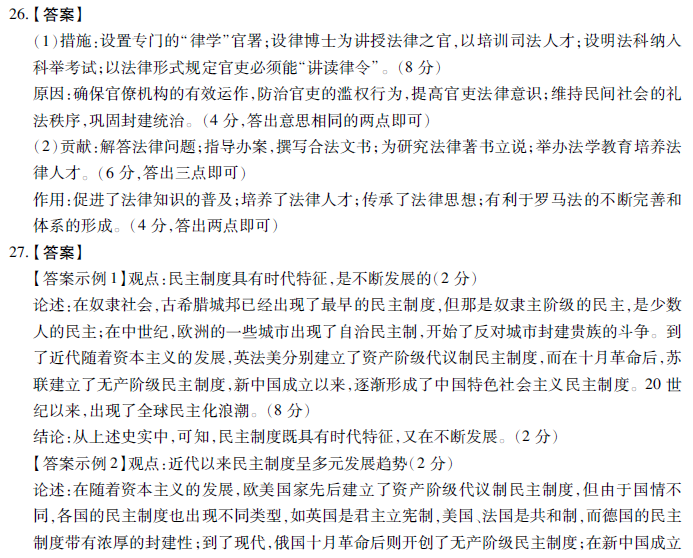 26.【答案】
(1)措施:设置专门的“律学”官署;设律博士为讲授法律之官,以培训司法人才;设明法科纳入
科举考试;以法律形式规定官吏必须能“讲读律令”。(8 分)
原因:确保官僚机构的有效运作,防治官吏的滥权行为,提高官吏法律意识;维持民间社会的礼
法秩序,巩固封建统治。(4 分,答出意思相同的两点即可)
(2)贡献:解答法律问题;指导办案,撰写合法文书;为研究法律著书立说;举办法学教育培养法
律人才。(6 分,答出三点即可)
作用:促进了法律知识的普及;培养了法律人才;传承了法律思想;有利于罗马法的不断完善和
体系的形成。(4 分,答出两点即可)
27.【答案】
【答案示例 1】观点:民主制度具有时代特征,是不断发展的(2 分)
论述:在奴隶社会,古希腊城邦已经出现了最早的民主制度,但那是奴隶主阶级的民主,是少数
人的民主;在中世纪,欧洲的一些城市出现了自治民主制,开始了反对城市封建贵族的斗争。到
了近代随着资本主义的发展,英法美分别建立了资产阶级代议制民主制度,而在十月革命后,苏
联建立了无产阶级民主制度,新中国成立以来,逐渐形成了中国特色社会主义民主制度。20 世
纪以来,出现了全球民主化浪潮。(8 分)
结论:从上述史实中,可知,民主制度既具有时代特征,又在不断发展。(2 分)
【答案示例 2】观点:近代以来民主制度呈多元发展趋势(2 分)
论述:在随着资本主义的发展,欧美国家先后建立了资产阶级代议制民主制度,但由于国情不
同,各国的民主制度也出现不同类型,如英国是君主立宪制,美国、法国是共和制,而德国的民主
制度带有浓厚的封建性;到了现代,俄国十月革命后则开创了无产阶级民主制度;在新中国成立